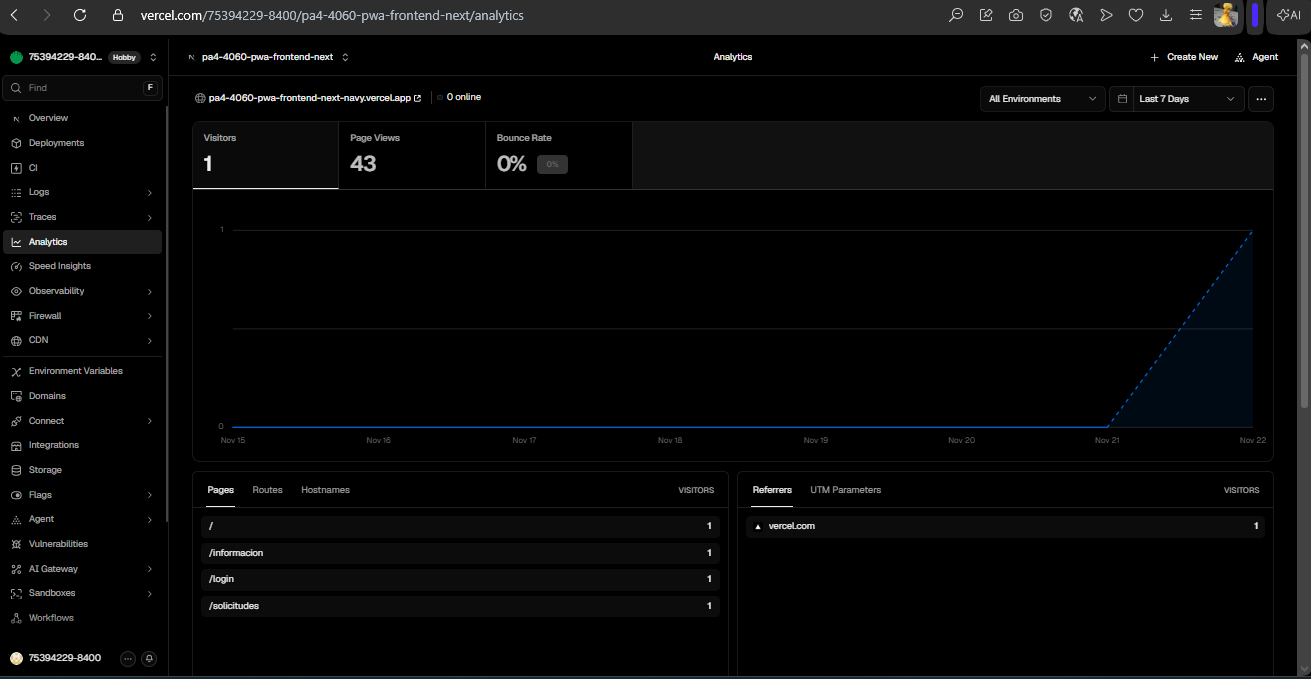 vercel.com/75394229-8400/pa4-4060-pwa-frontend-next/analytics
AI
75394229-840... Hobby
pa4-4060-pwa-frontend-next
Analytics
Create New
Agent
Find F
Overview
Deployments
CI
Logs
Traces
Analytics
Speed Insights
Observability
Firewall
CDN
Environment Variables
Domains
Connect
Integrations
Storage
Flags
Agent
Vulnerabilities
AI Gateway
Sandboxes
Workflows
75394229-8400
pa4-4060-pwa-frontend-next-navy.vercel.app
0 online
All Environments
Last 7 Days
Visitors
1
Page Views
43
Bounce Rate
0% 0%
1
0
Nov 15 Nov 16 Nov 17 Nov 18 Nov 19 Nov 20 Nov 21 Nov 22
Pages Routes Hostnames VISITORS
/ 1
/informacion 1
/login 1
/solicitudes 1
Referrers UTM Parameters VISITORS
vercel.com 1